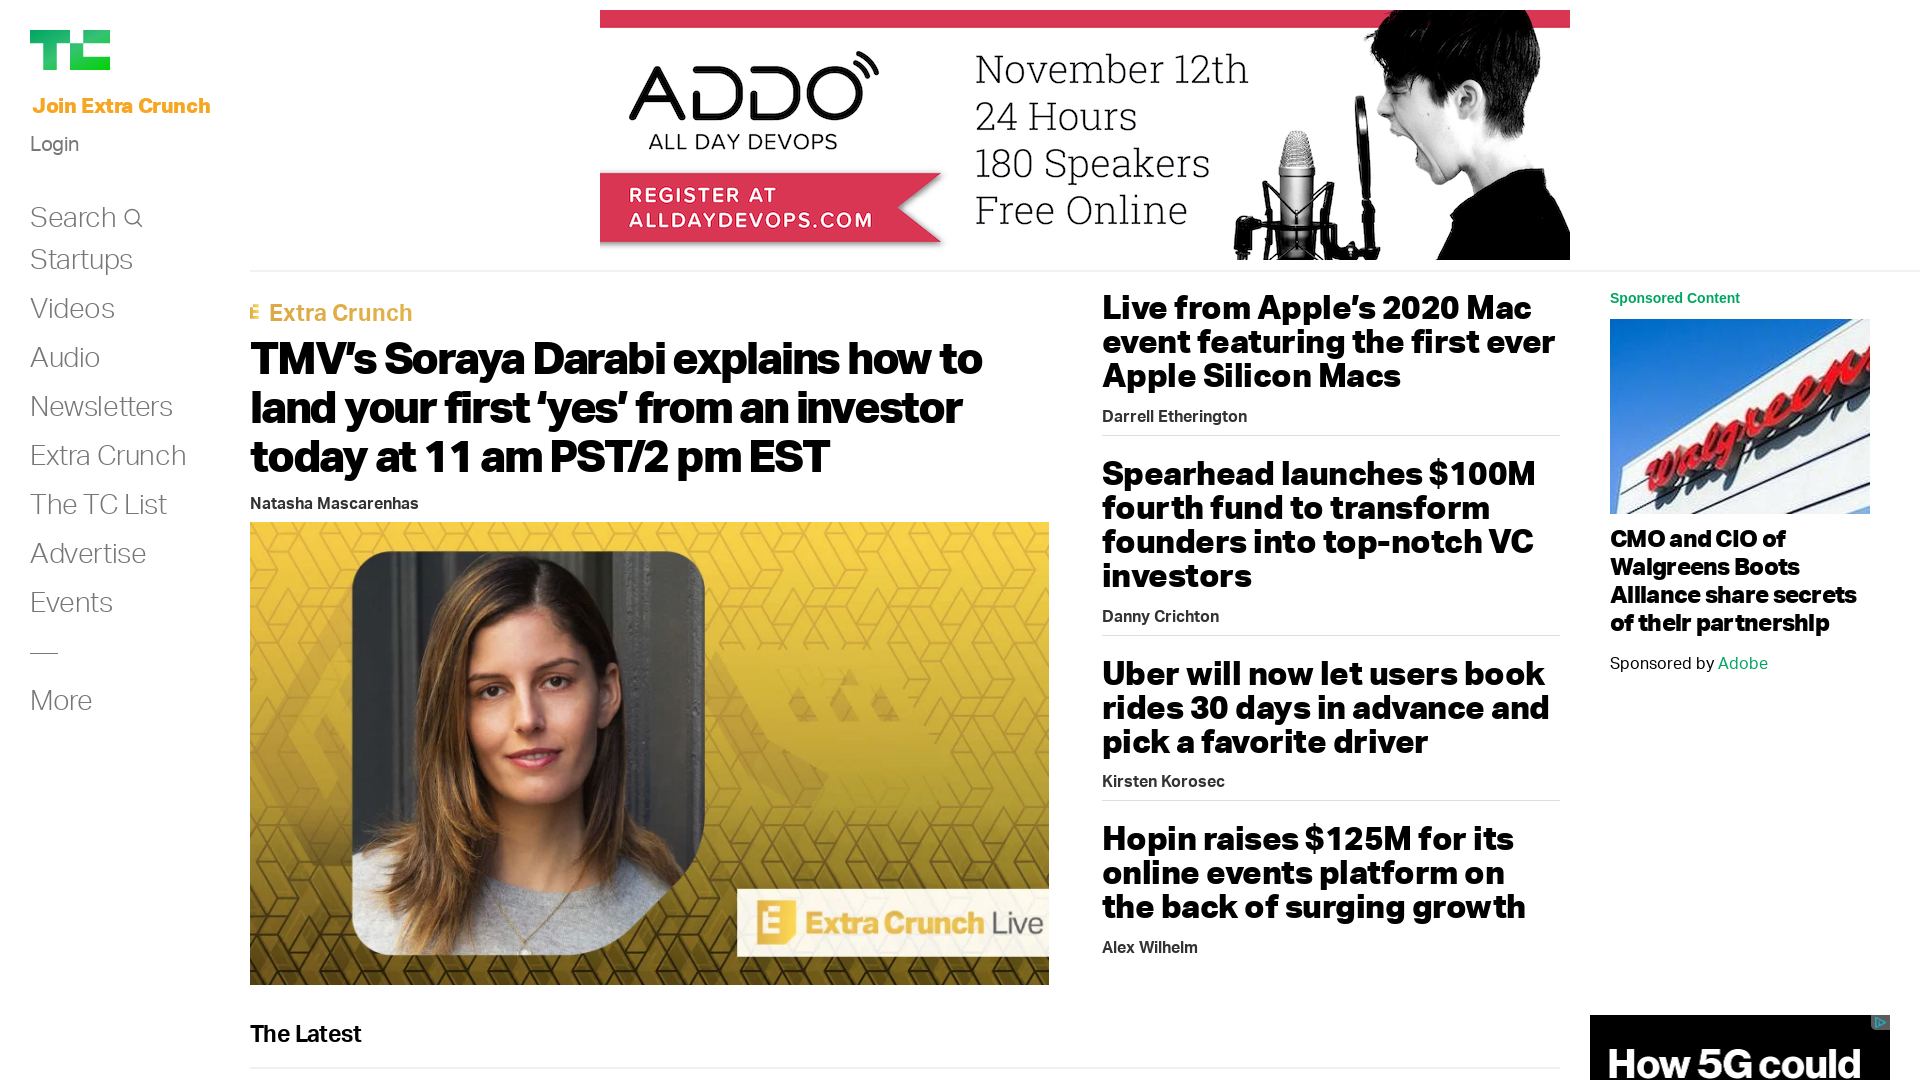 TC
Join Extra Crunch
Login
Search
Startups
Videos
Audio
Newsletters
Extra Crunch
The TC List
Advertise
Events
More
ADDO
ALL DAY DEVOPS
REGISTER AT
ALLDAYDEVOPS.COM
November 12th
24 Hours
180 Speakers
Free Online
Extra Crunch
TMV’s Soraya Darabi explains how to
land your first ‘yes’ from an investor
today at 11 am PST/2 pm EST
Natasha Mascarenhas
Extra Crunch Live
Live from Apple’s 2020 Mac
event featuring the first ever
Apple Silicon Macs
Darrell Etherington
Spearhead launches $100M
fourth fund to transform
founders into top-notch VC
investors
Danny Crichton
Uber will now let users book
rides 30 days in advance and
pick a favorite driver
Kirsten Korosec
Hopin raises $125M for its
online events platform on
the back of surging growth
Alex Wilhelm
Sponsored Content
Walgreens
CMO and CIO of
Walgreens Boots
Alliance share secrets
of their partnership
Sponsored by Adobe
The Latest
How 5G could